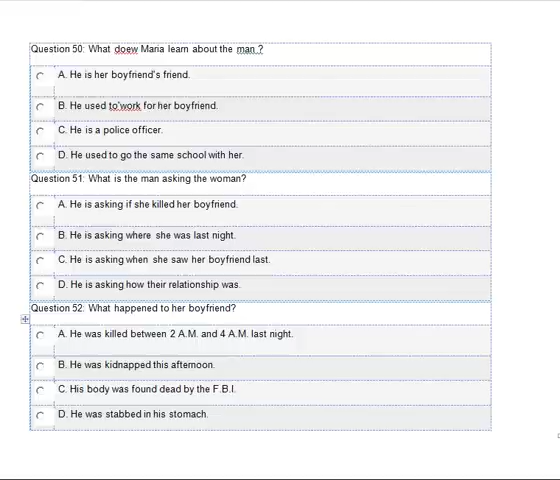 Question 50: What doew Maria learn about the man ?
A. He is her boyfriend's friend.
B. He used to'work for her boyfriend.
C. He is a police officer.
D. He used to go the same school with her.
Question 51: What is the man asking the woman?
A. He is asking if she killed her boyfriend.
B. He is asking where she was last night.
C. He is asking when she saw her boyfriend last.
D. He is asking how their relationship was.
Question 52: What happened to her boyfriend?
A. He was killed between 2 A.M. and 4 A.M. last night.
B. He was kidnapped this afternoon.
C. His body was found dead by the F.B.I.
D. He was stabbed in his stomach.